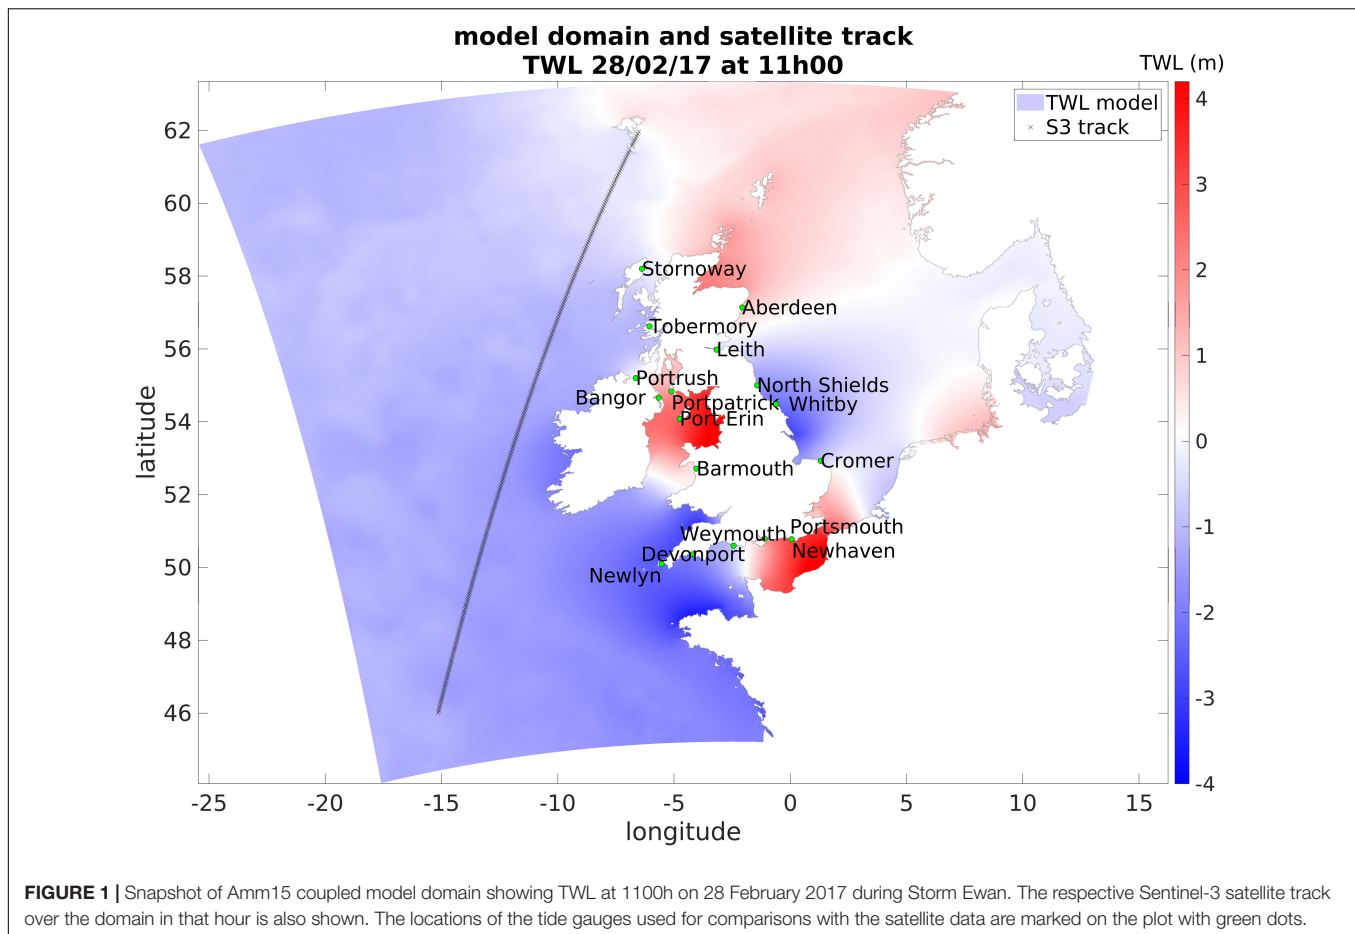 model domain and satellite track
TWL 28/02/17 at 11h00
TWL (m)
TWL model
S3 track
62
60
58
56
54
52
50
48
46
latitude
Stornoway
Aberdeen
Tobermory
Leith
Portrush
North Shields
Bangor
Portpatrick
Whitby
Port Erin
Cromer
Barmouth
Portsmouth
Weymouth
Newhaven
Devonport
Newlyn
4
3
2
1
0
-1
-2
-3
-4
-25 -20 -15 -10 -5 0 5 10 15
longitude
FIGURE 1 | Snapshot of Amm15 coupled model domain showing TWL at 1100h on 28 February 2017 during Storm Ewan. The respective Sentinel-3 satellite track
over the domain in that hour is also shown. The locations of the tide gauges used for comparisons with the satellite data are marked on the plot with green dots.